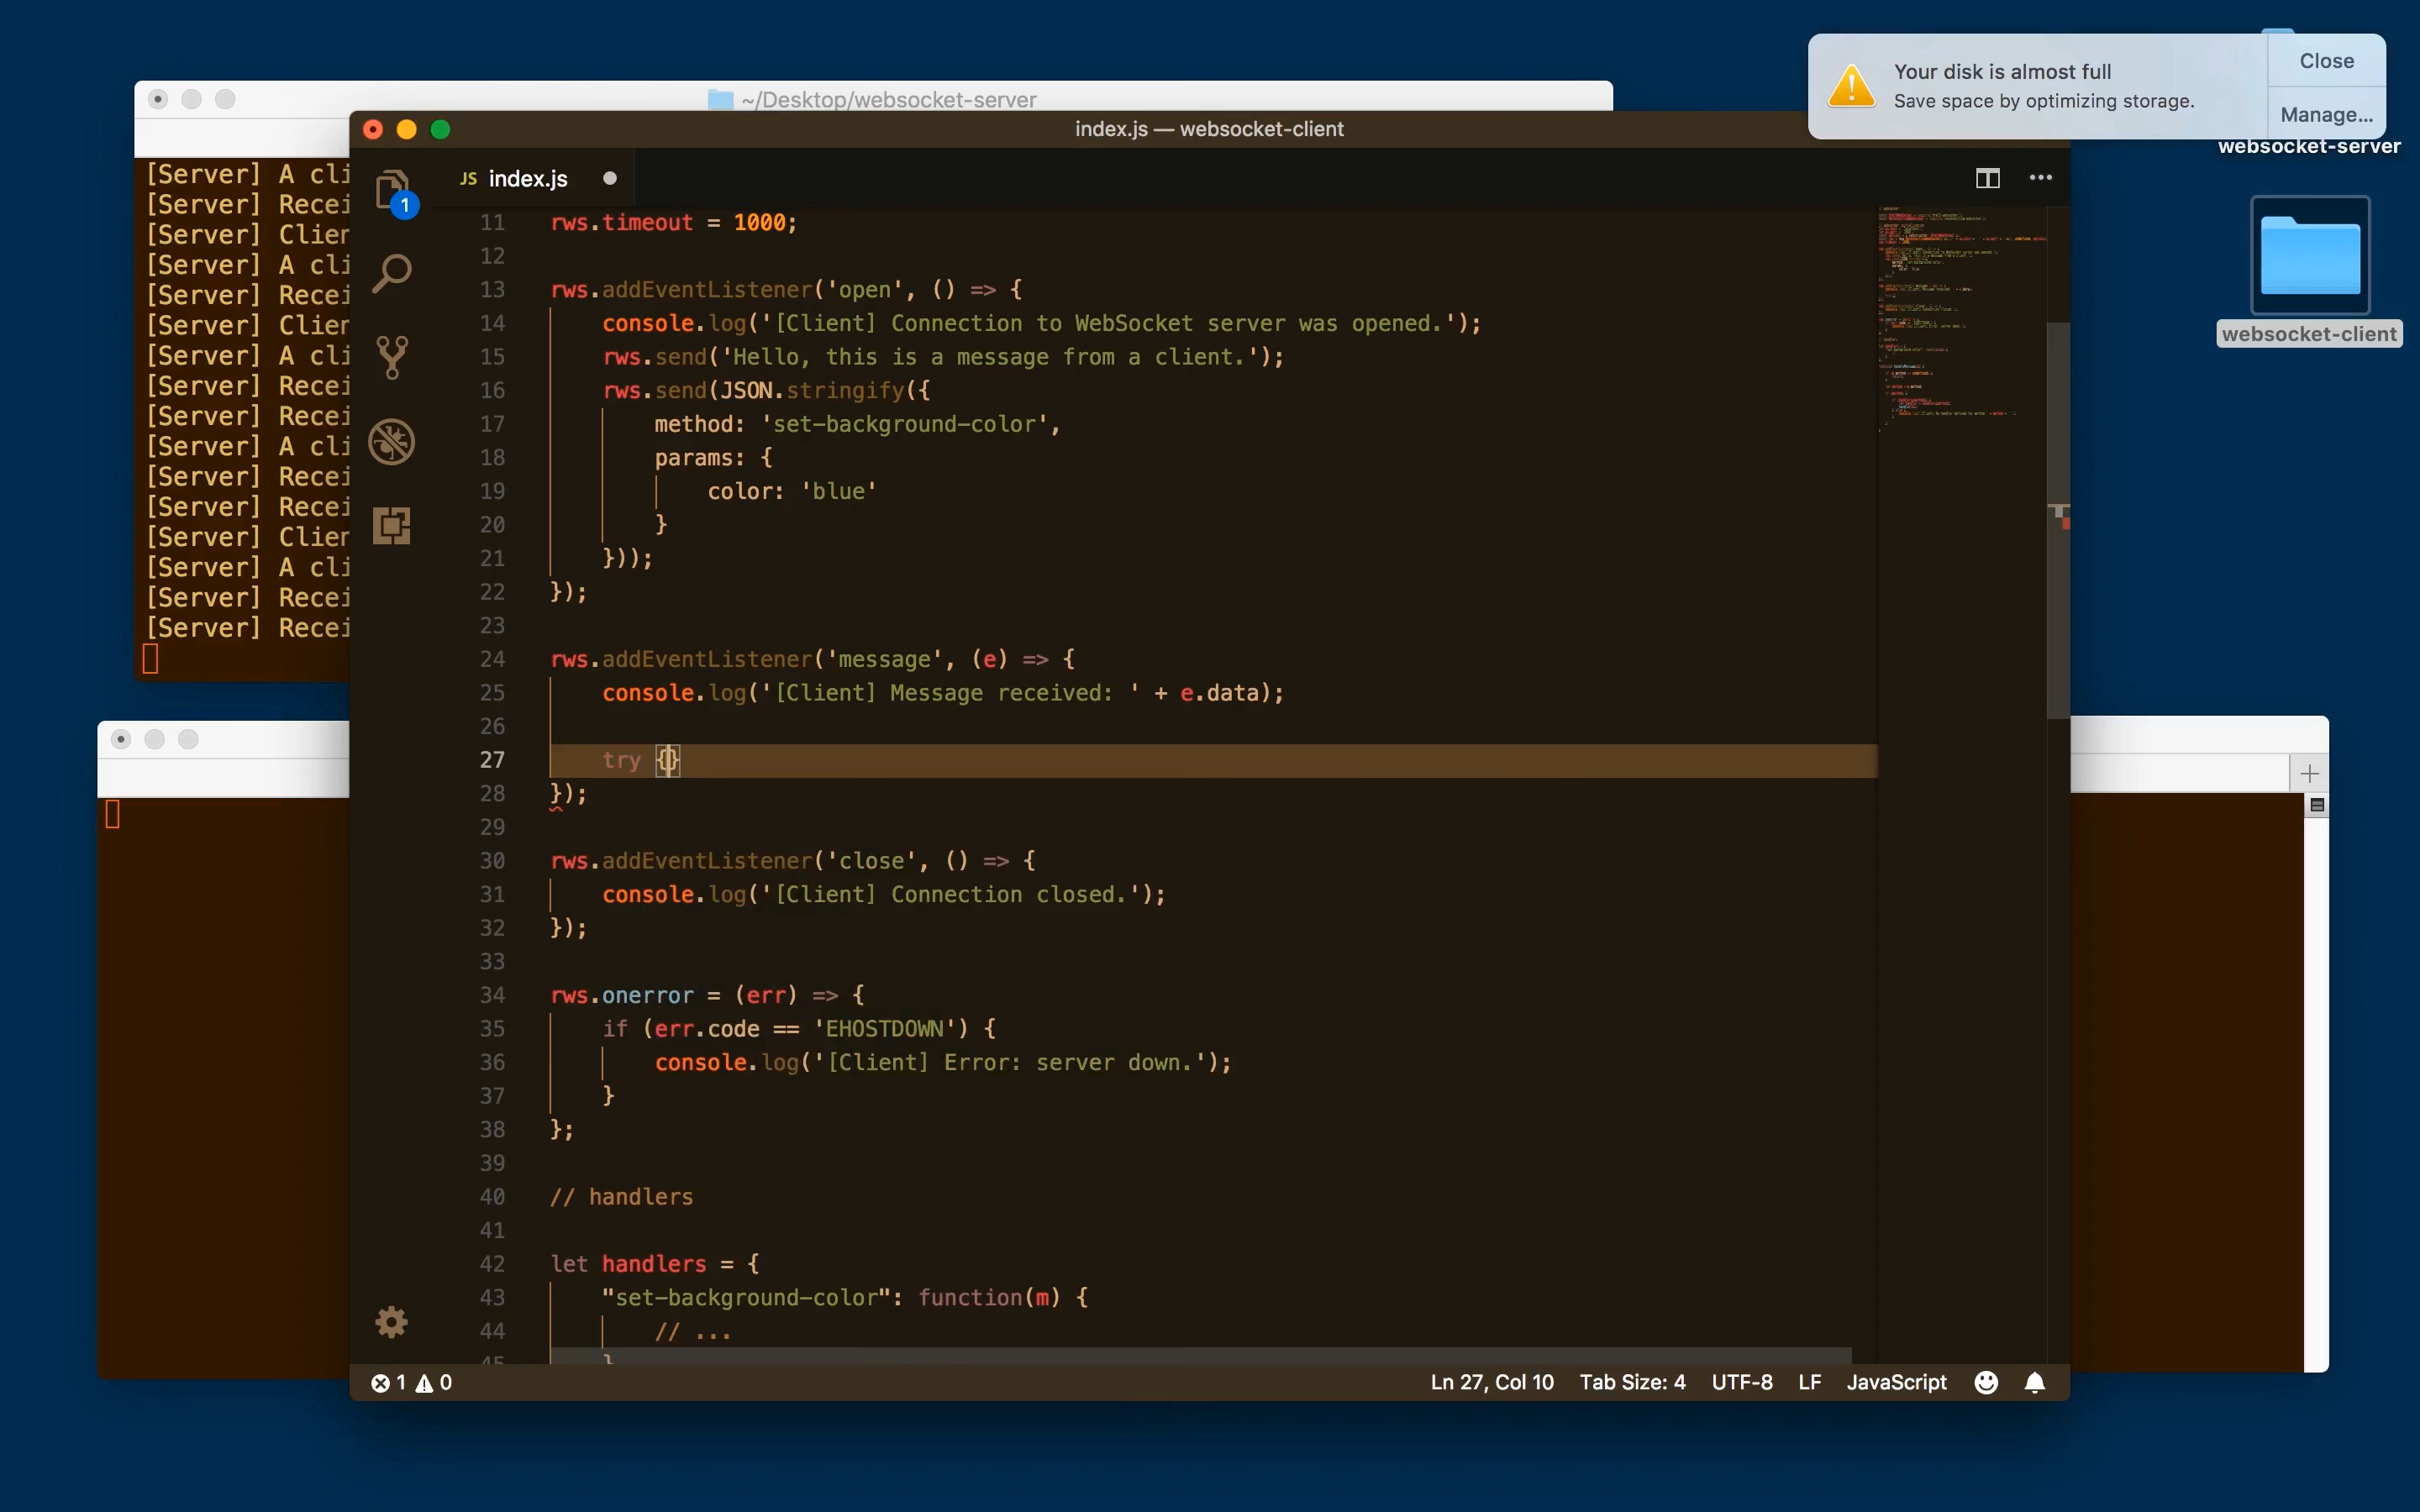 Your disk is almost full
Save space by optimizing storage.
Close
Manage...
websocket-server
websocket-client
~/Desktop/websocket-server
[Server] A cli
[Server] Recei
[Server] Clien
[Server] A cli
[Server] Recei
[Server] Clien
[Server] A cli
[Server] Recei
[Server] Recei
[Server] A cli
[Server] Recei
[Server] Recei
[Server] Clien
[Server] A cli
[Server] Recei
[Server] Recei
index.js — websocket-client
1
JS index.js
11 rws.timeout = 1000;
12
13 rws.addEventListener('open', () => {
14 console.log('[Client] Connection to WebSocket server was opened.');
15 rws.send('Hello, this is a message from a client.');
16 rws.send(JSON.stringify({
17 method: 'set-background-color',
18 params: {
19 color: 'blue'
20 }
21 }));
22 });
23
24 rws.addEventListener('message', (e) => {
25 console.log('[Client] Message received: ' + e.data);
26
27 try {}
28 });
29
30 rws.addEventListener('close', () => {
31 console.log('[Client] Connection closed.');
32 });
33
34 rws.onerror = (err) => {
35 if (err.code == 'EHOSTDOWN') {
36 console.log('[Client] Error: server down.');
37 }
38 };
39
40 // handlers
41
42 let handlers = {
43 "set-background-color": function(m) {
44 // ...
45 }
1 0
Ln 27, Col 10 Tab Size: 4 UTF-8 LF JavaScript